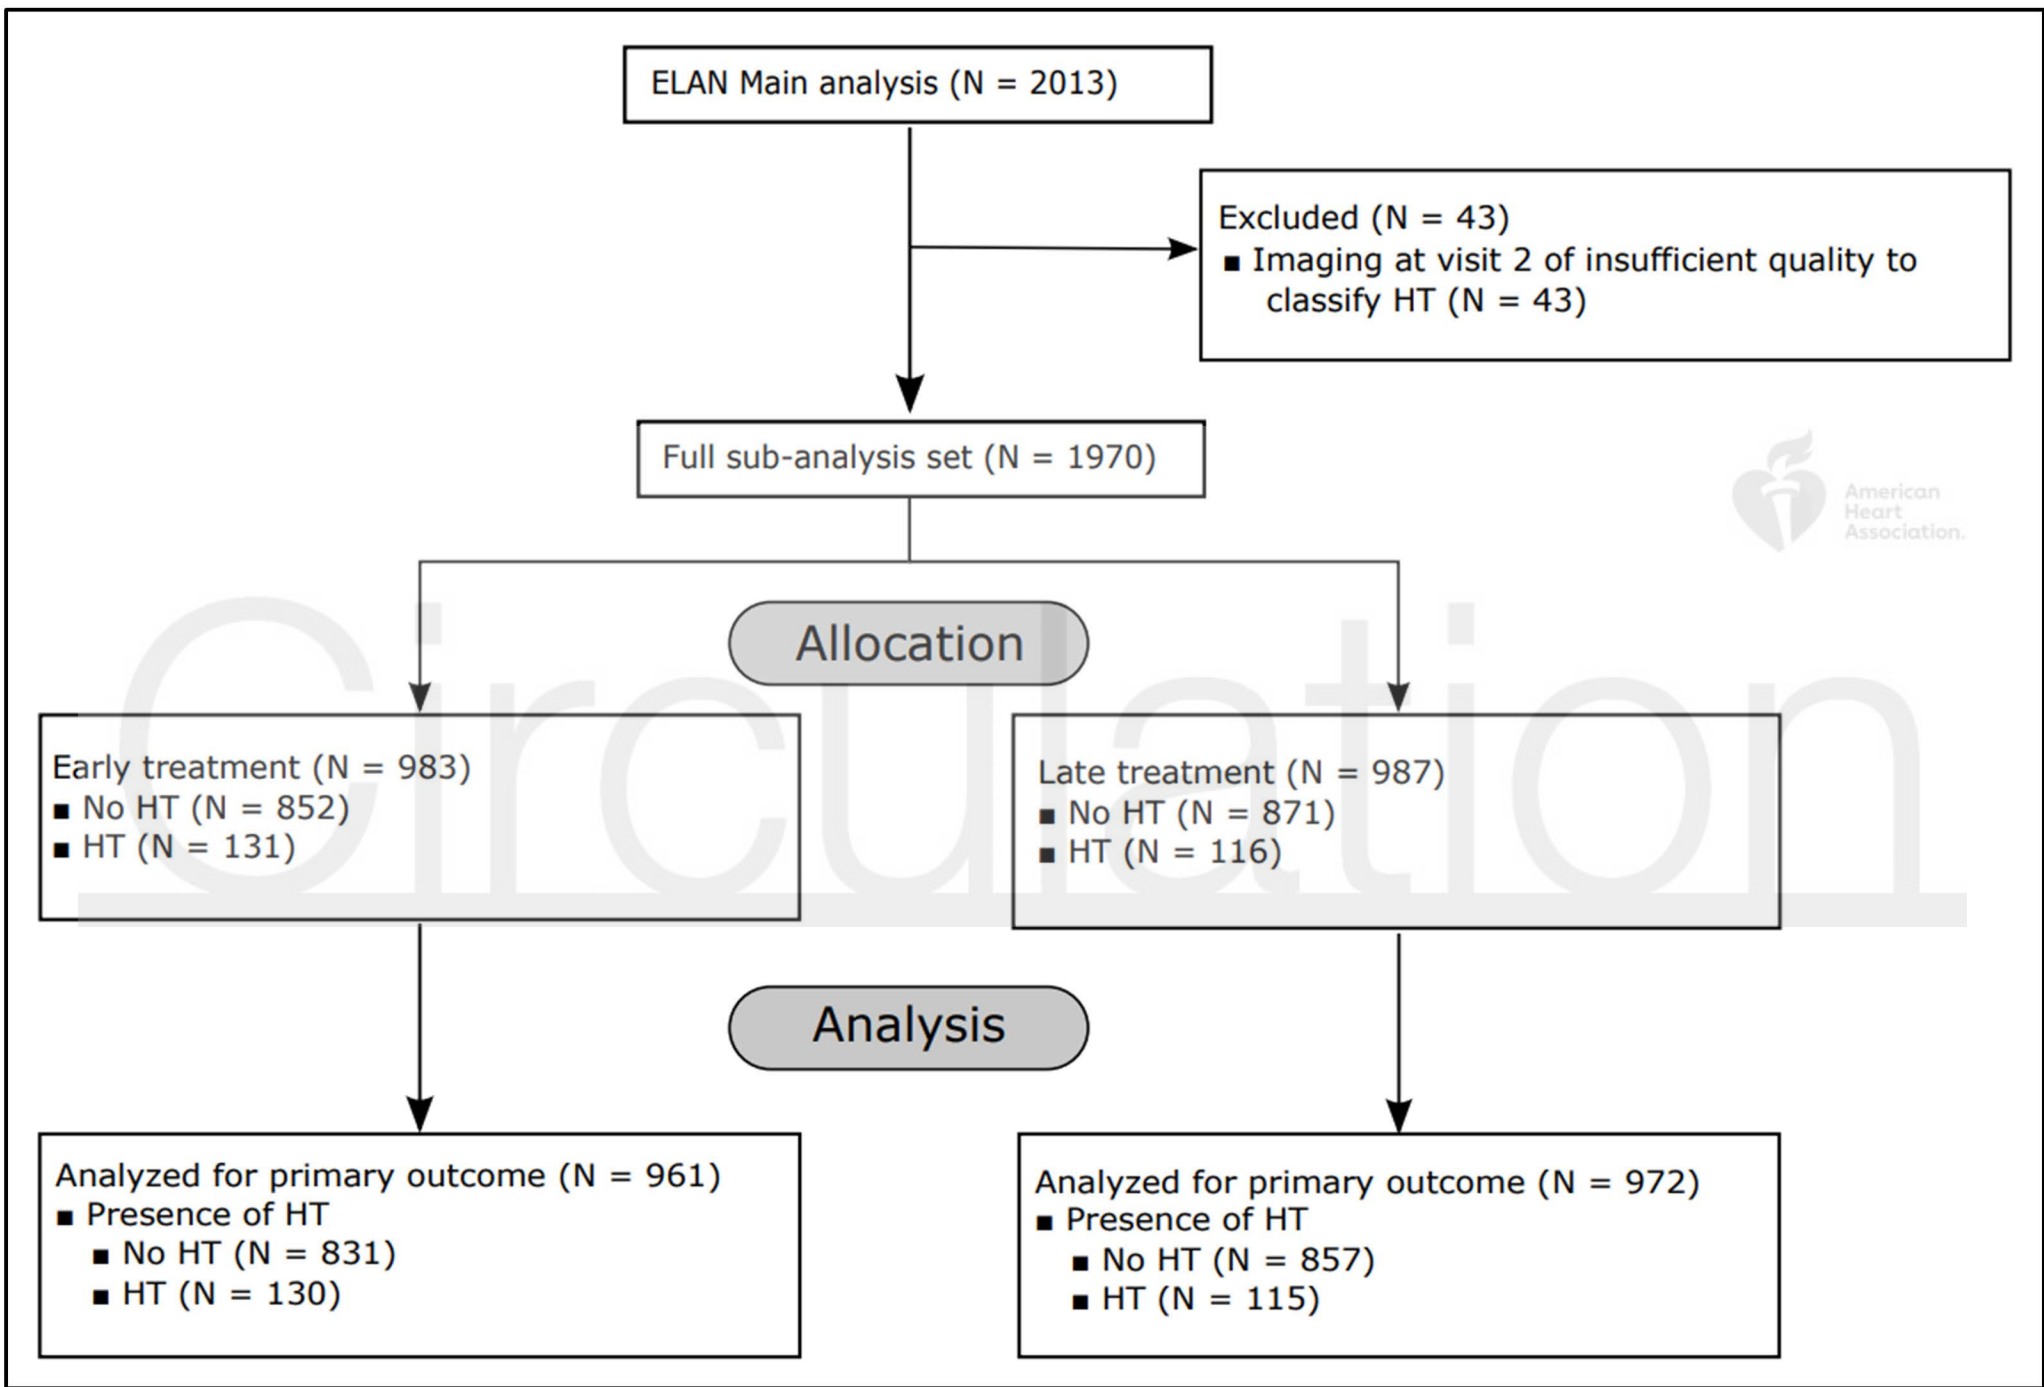 ELAN Main analysis (N = 2013)
Excluded (N = 43)
■ Imaging at visit 2 of insufficient quality to
classify HT (N = 43)
Full sub-analysis set (N = 1970)
American
Heart
Association.
Circulation
Allocation
Early treatment (N = 983)
■ No HT (N = 852)
■ HT (N = 131)
Late treatment (N = 987)
■ No HT (N = 871)
■ HT (N = 116)
Analysis
Analyzed for primary outcome (N = 961)
■ Presence of HT
■ No HT (N = 831)
■ HT (N = 130)
Analyzed for primary outcome (N = 972)
■ Presence of HT
■ No HT (N = 857)
■ HT (N = 115)